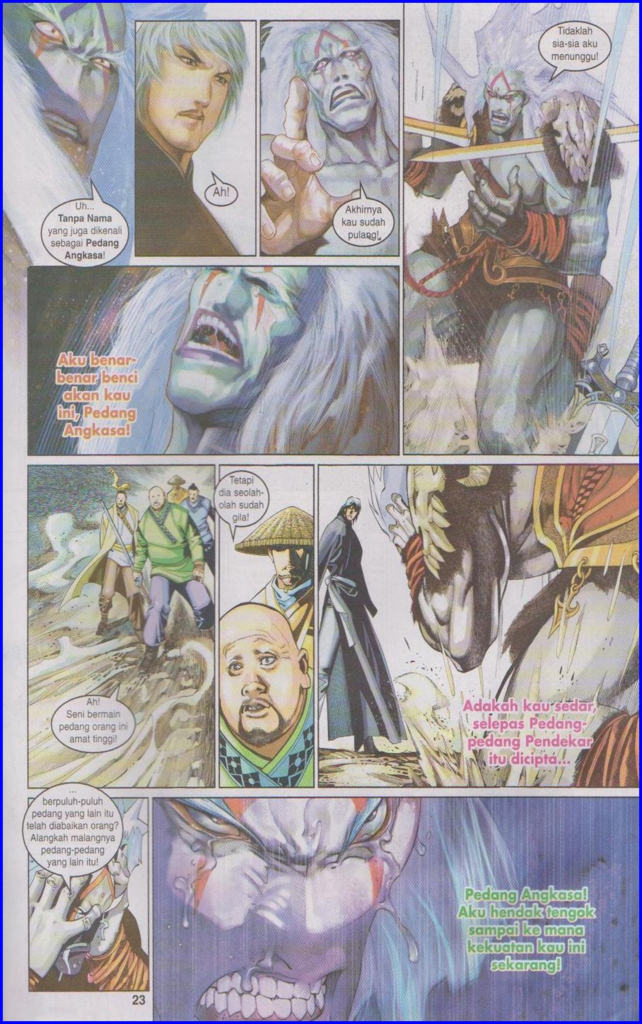 Uh...
Tanpa Nama
yang juga dikenali
sebagai Pedang
Angkasa!
Ah!
Akhirnya
kau sudah
pulang!
Tidaklah
sia-sia aku
menunggu!
Aku benar-
benar benci
akan kau
ini, Pedang
Angkasa!
Ah!
Seni bermain
pedang orang ini
amat tinggi!
Tetapi
dia seolah-
olah sudah
gila!
Adakah kau sedar,
selepas Pedang-
pedang Pendekar
itu dicipta...
...
berpuluh-puluh
pedang yang lain itu
telah diabaikan orang?
Alangkah malangnya
pedang-pedang
yang lain itu!
Pedang Angkasa!
Aku hendak tengok
sampai ke mana
kekuatan kau ini
sekarang!
23